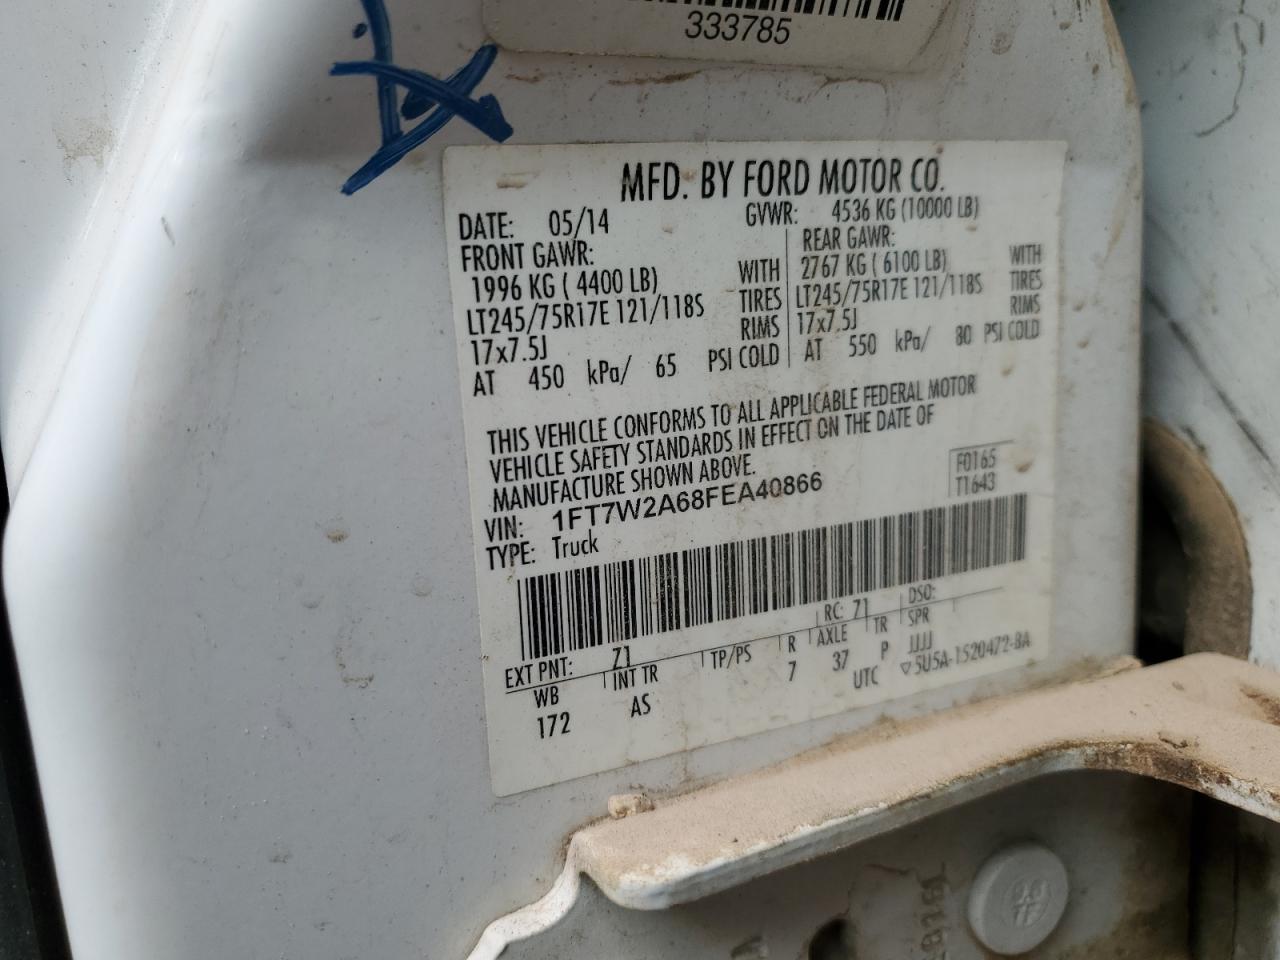 333785
MFD. BY FORD MOTOR CO.
DATE: 05/14 GVWR: 4536 KG (10000 LB)
FRONT GAWR: REAR GAWR:
1996 KG ( 4400 LB) WITH 2767 KG ( 6100 LB) WITH
LT245/75R17E 121/118S TIRES LT245/75R17E 121/118S TIRES
17x7.5J RIMS 17x7.5J RIMS
AT 450 kPa/ 65 PSI COLD AT 550 kPa/ 80 PSI COLD
THIS VEHICLE CONFORMS TO ALL APPLICABLE FEDERAL MOTOR
VEHICLE SAFETY STANDARDS IN EFFECT ON THE DATE OF
MANUFACTURE SHOWN ABOVE.
F0165
VIN: 1FT7W2A68FEA40866
T1643
TYPE: Truck
EXT PNT: Z1 RC: 71 DSO:
WB INT TR TP/PS R AXLE TR SPR
172 AS 7 37 P JJJJ
UTC ▽5U5A-1520472-BA